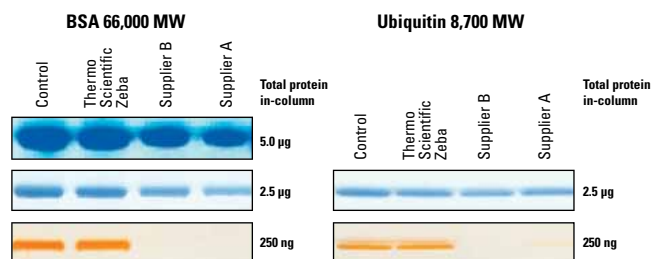 BSA 66,000 MW
Control
Thermo
Scientific
Zeba
Supplier B
Supplier A
Total protein
in-column
5.0 µg
2.5 µg
250 ng
Ubiquitin 8,700 MW
Control
Thermo
Scientific
Zeba
Supplier B
Supplier A
Total protein
in-column
2.5 µg
250 ng